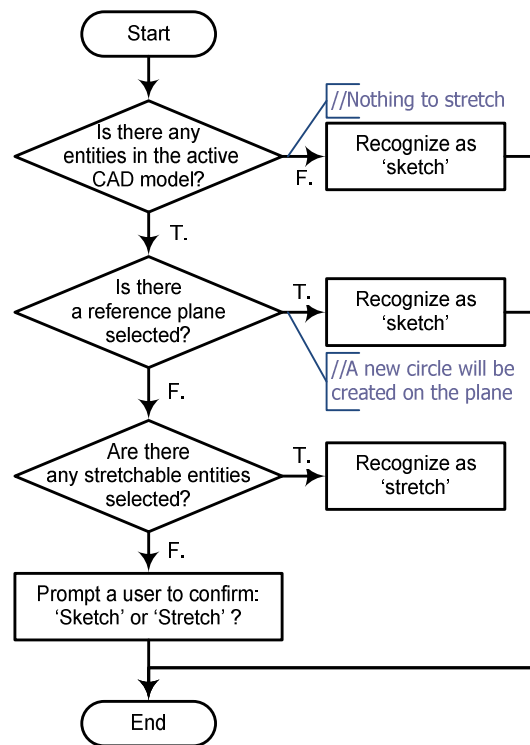 Start
//Nothing to stretch
Is there any
entities in the active
CAD model?
F.
Recognize as
'sketch'
T.
Is there
a reference plane
selected?
T.
Recognize as
'sketch'
//A new circle will be
created on the plane
F.
Are there
any stretchable entities
selected?
T.
Recognize as
'stretch'
F.
Prompt a user to confirm:
'Sketch' or 'Stretch' ?
End